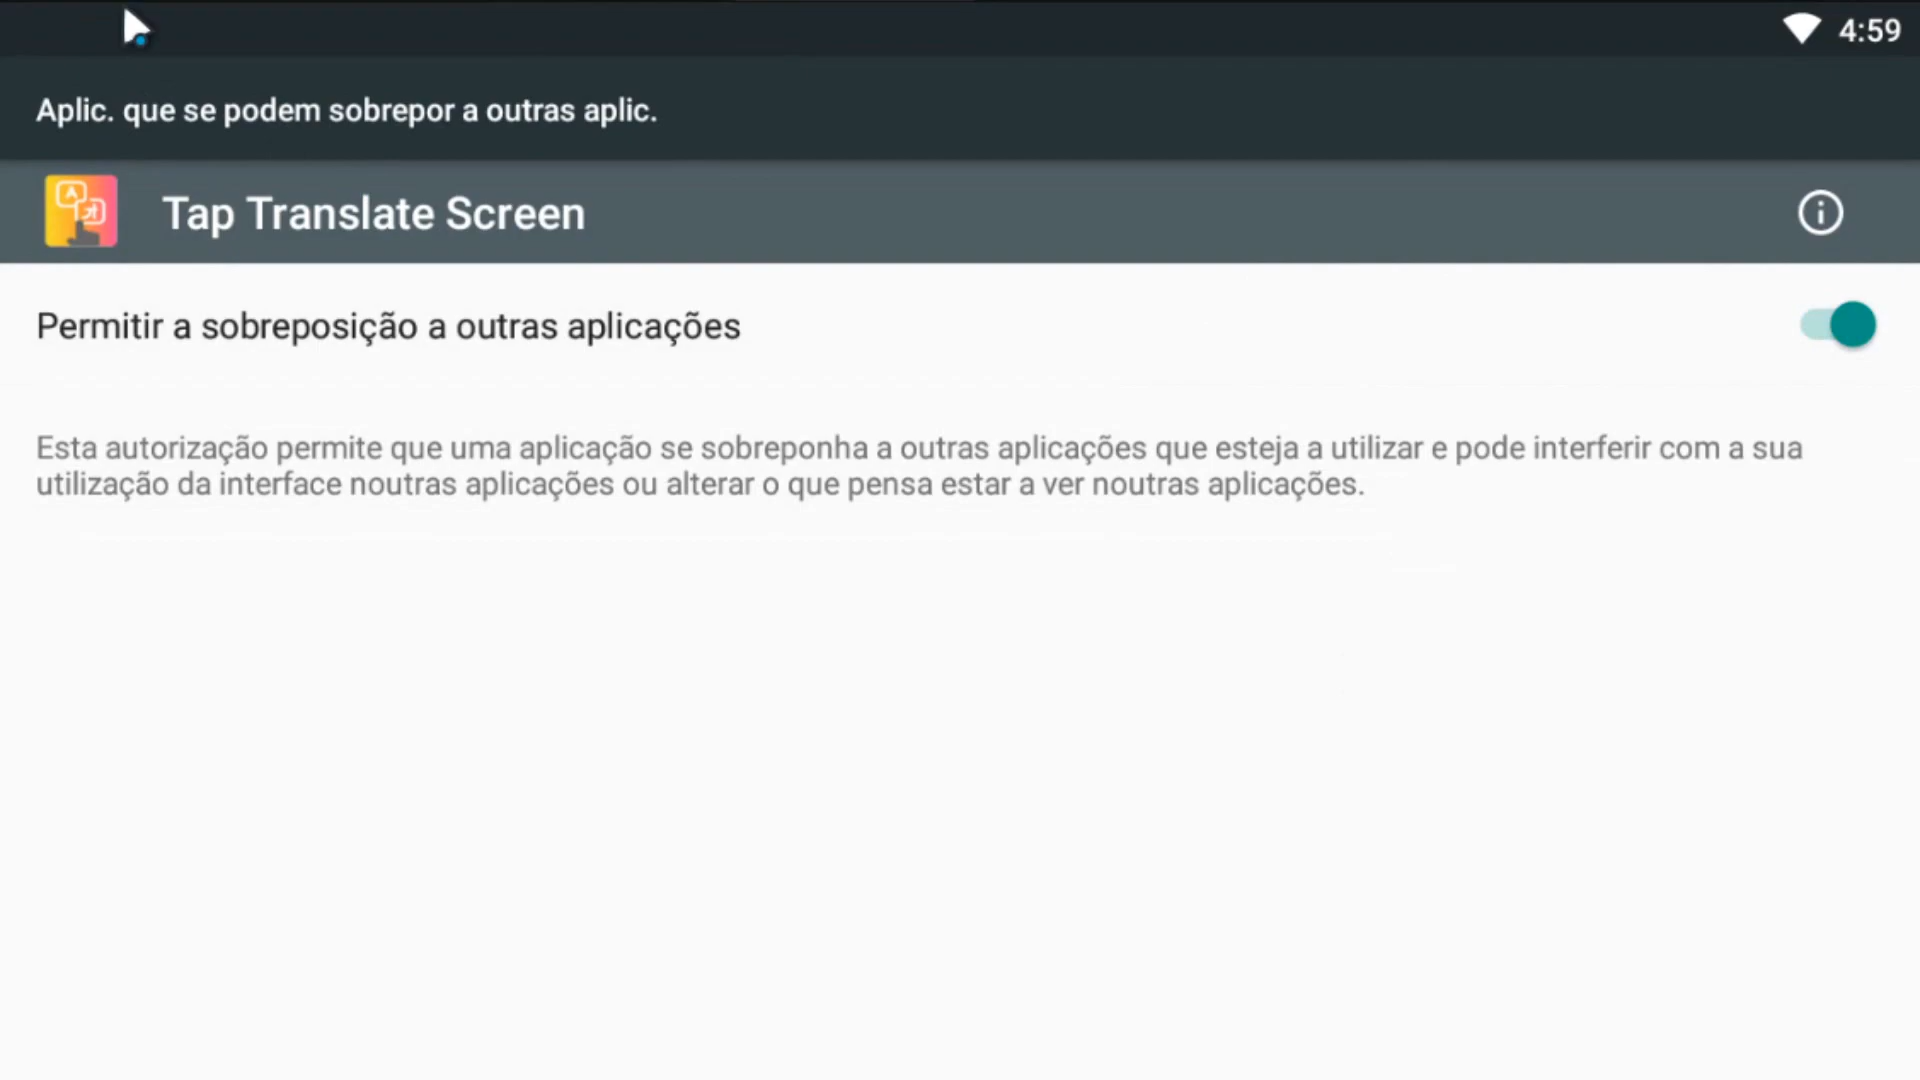 4:59
Aplic. que se podem sobrepor a outras aplic.
Tap Translate Screen
Permitir a sobreposição a outras aplicações
Esta autorização permite que uma aplicação se sobreponha a outras aplicações que esteja a utilizar e pode interferir com a sua
utilização da interface noutras aplicações ou alterar o que pensa estar a ver noutras aplicações.